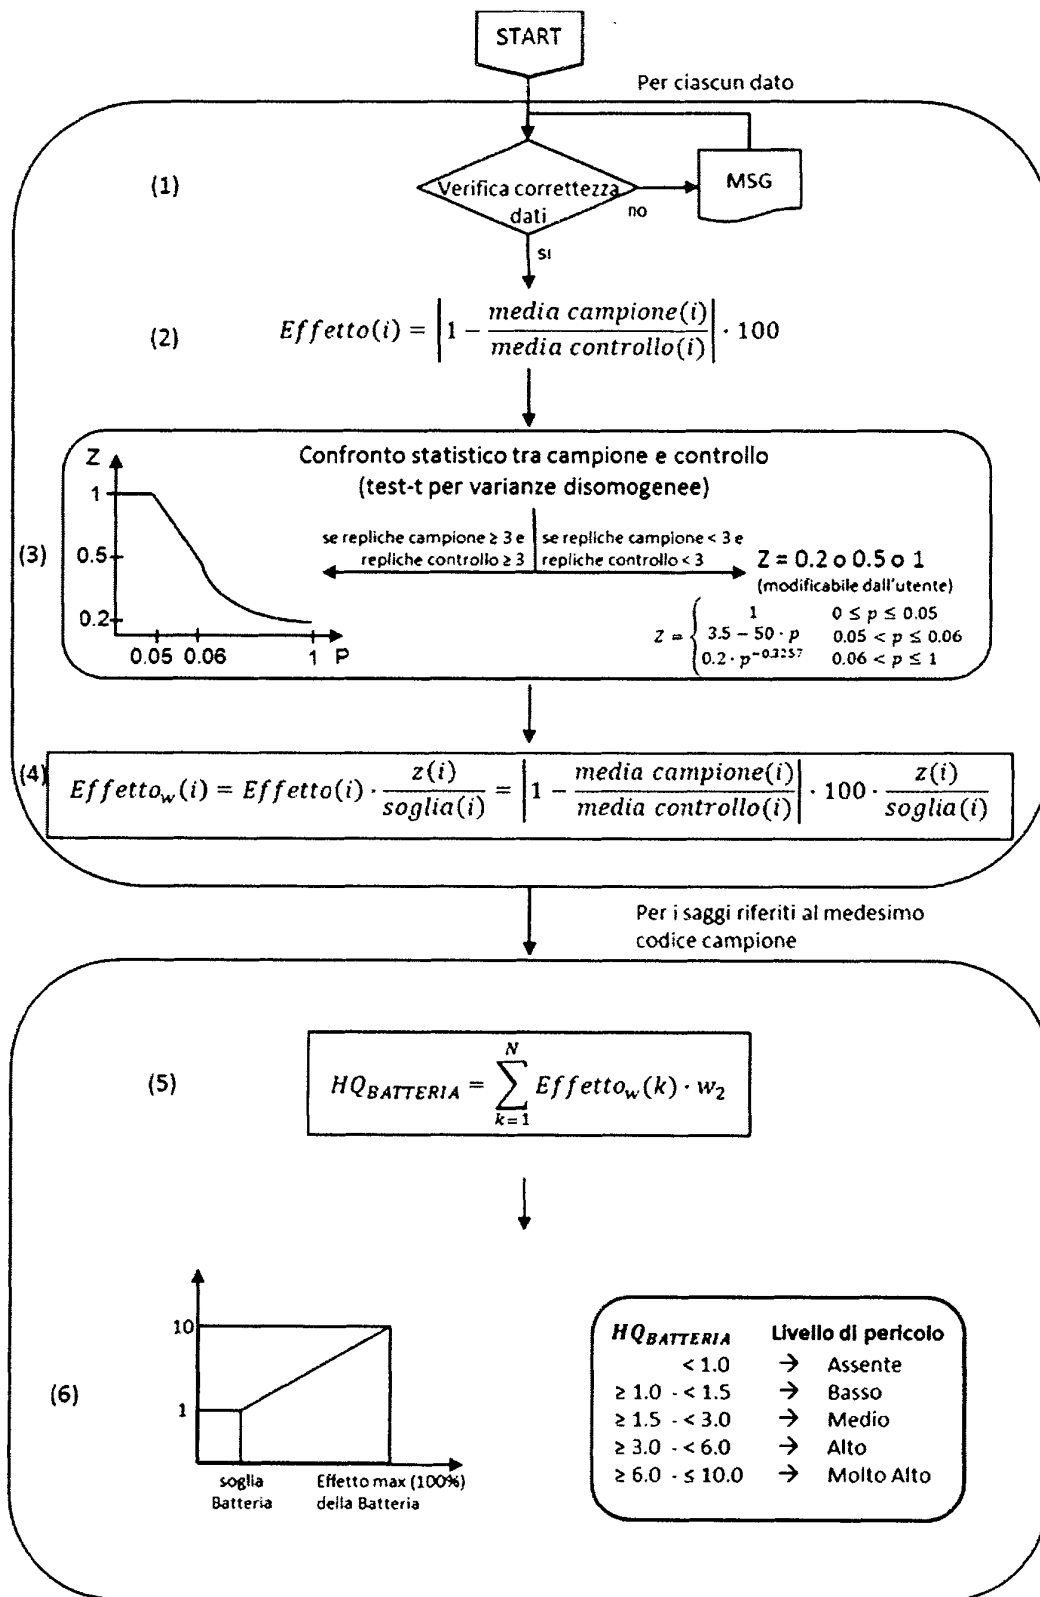 START
Per ciascun dato
(1)
Verifica correttezza
dati
no
MSG
si
(2)
Effetto(i) = |1 − media campione(i) / media controllo(i)| · 100
(3)
Confronto statistico tra campione e controllo
(test-t per varianze disomogenee)
Z
1
0.5
0.2
0.05 0.06 1 P
se repliche campione ≥ 3 e
repliche controllo ≥ 3
se repliche campione < 3 e
repliche controllo < 3
Z = 0.2 o 0.5 o 1
(modificabile dall'utente)
Z = { 1 0 ≤ p ≤ 0.05
3.5 − 50 · p 0.05 < p ≤ 0.06
0.2 · p^−0.3257 0.06 < p ≤ 1
(4)
Effetto_w(i) = Effetto(i) · z(i) / soglia(i) = |1 − media campione(i) / media controllo(i)| · 100 · z(i) / soglia(i)
Per i saggi riferiti al medesimo
codice campione
(5)
HQ_BATTERIA = ∑_{k=1}^{N} Effetto_w(k) · w_2
(6)
10
1
soglia
Batteria
Effetto max (100%)
della Batteria
HQ_BATTERIA Livello di pericolo
< 1.0 → Assente
≥ 1.0 - < 1.5 → Basso
≥ 1.5 - < 3.0 → Medio
≥ 3.0 - < 6.0 → Alto
≥ 6.0 - ≤ 10.0 → Molto Alto